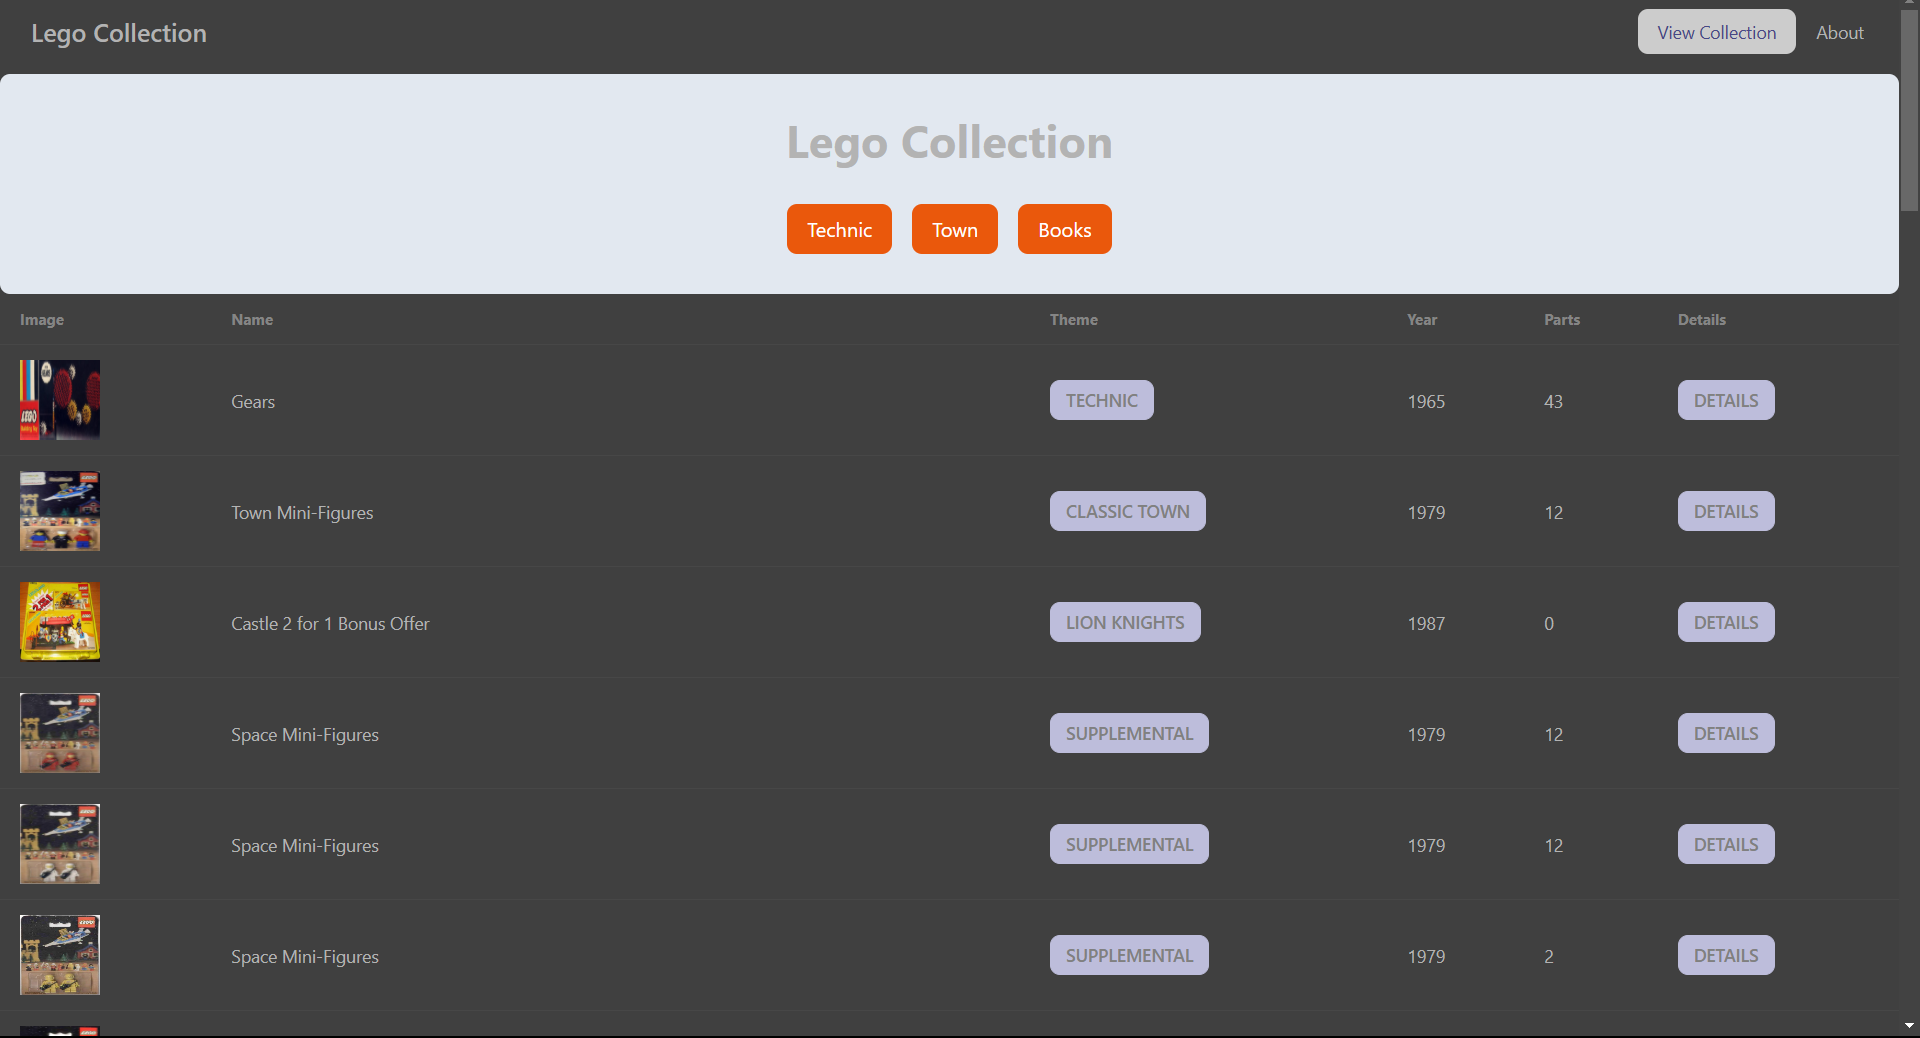 Lego Collection View Collection About
Lego Collection
Technic Town Books
Image Name Theme Year Parts Details
Gears TECHNIC 1965 43 DETAILS
Town Mini-Figures CLASSIC TOWN 1979 12 DETAILS
Castle 2 for 1 Bonus Offer LION KNIGHTS 1987 0 DETAILS
Space Mini-Figures SUPPLEMENTAL 1979 12 DETAILS
Space Mini-Figures SUPPLEMENTAL 1979 12 DETAILS
Space Mini-Figures SUPPLEMENTAL 1979 2 DETAILS